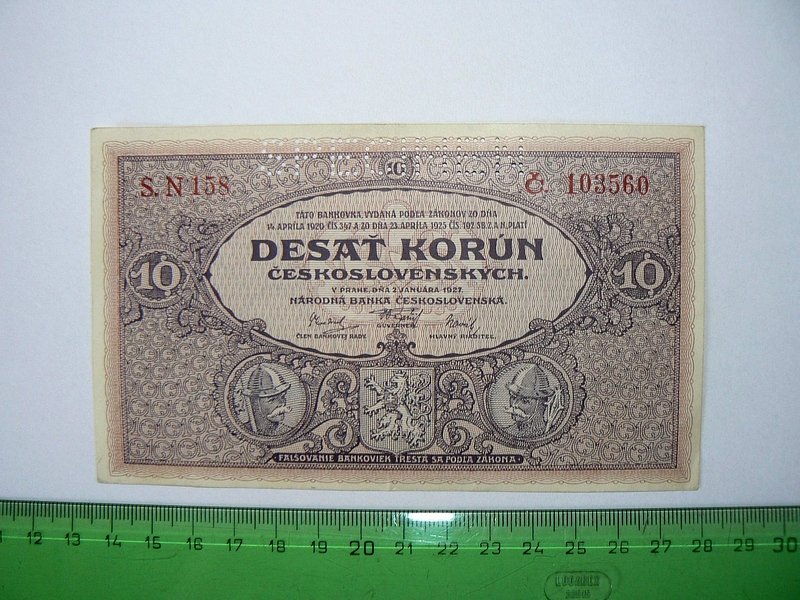 SPECIMEN
S. N 158
Č. 103560
TÁTO BANKOVKA, VYDANÁ PODĽA ZÁKONOV ZO DŇA
14. APRÍLA 1920 ČÍS. 347 A ZO DŇA 23. APRÍLA 1925 ČÍS. 102 SB. Z. A N., PLATÍ
DESAŤ KORÚN
ČESKOSLOVENSKÝCH.
V PRAHE, DŇA 2. JANUÁRA 1927.
NÁRODNÁ BANKA ČESKOSLOVENSKÁ.
GUVERNÉR.
ČLEN BANKOVEJ RADY.
HLAVNÝ RIADITEL.
10
10
FALŠOVANIE BANKOVIEK TRESTÁ SA PODĽA ZÁKONA
12 13 14 15 16 17 18 19 20 21 22 23 24 25 26 27 28 29 30
LOGAREX